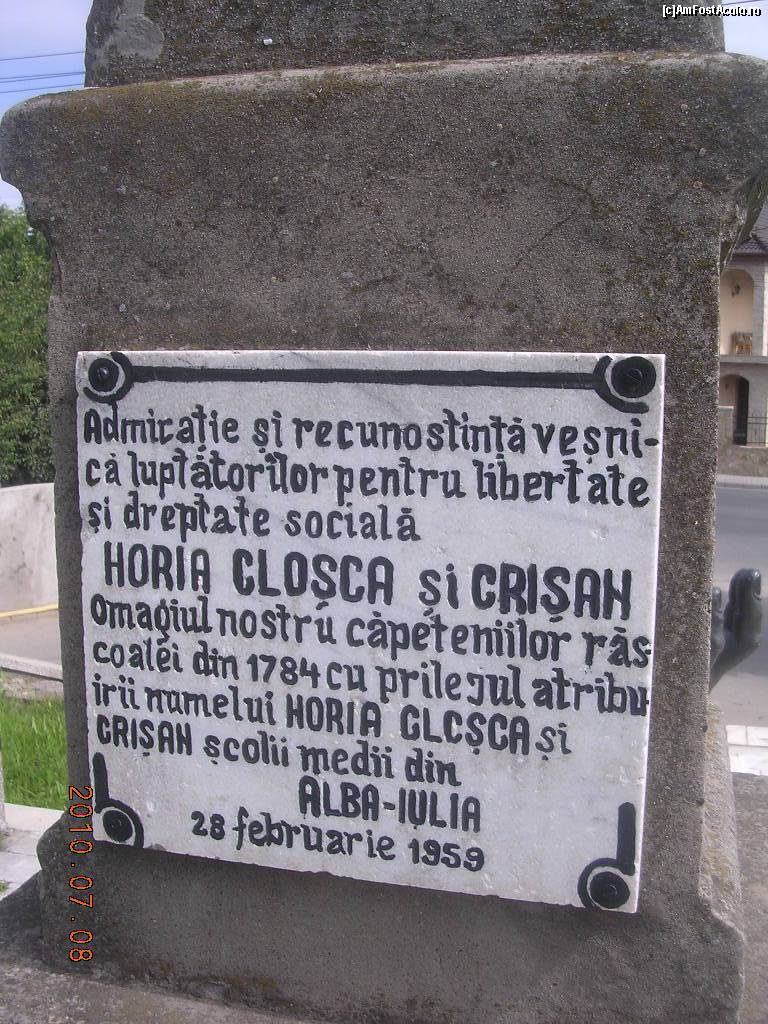 (c)AmFostAcolo.ro
Admicație și recunostință veșni-
că luptătorilor pentru libertate
și dreptate socială
HORIA CLOȘCA și CRIȘAN
omagiul nostru căpeteniilor răs-
coalei din 1784 cu prilejul atribu-
irii numelui HORIA CLOȘCA și
CRIȘAN școlii medii din
ALBA-IULIA
28 februarie 1959
2010.07.08